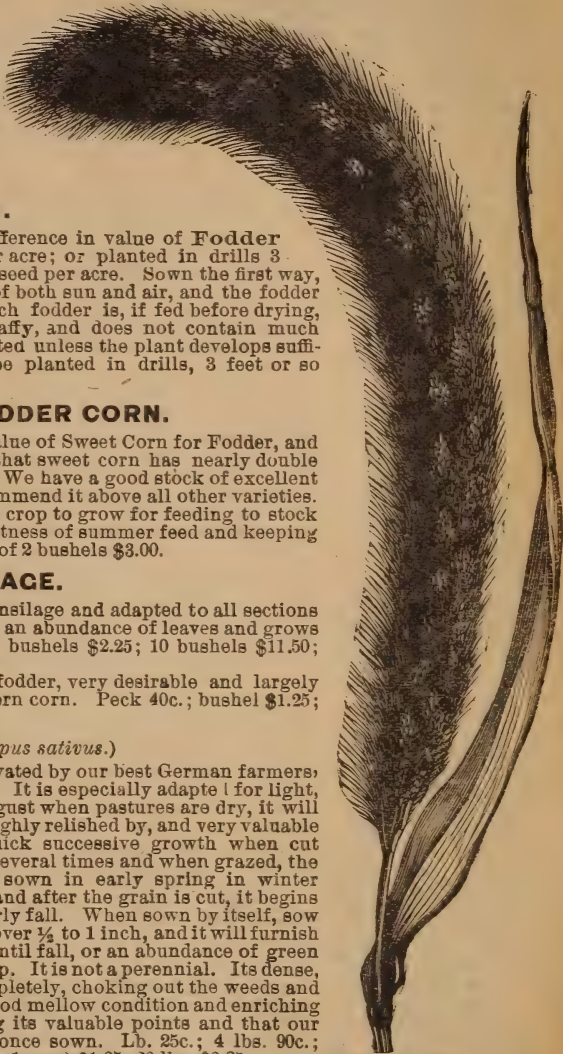 .
ference in value of Fodder
r acre; or planted in drills 3
seed per acre. Sown the first way,
of both sun and air, and the fodder
ch fodder is, if fed before drying,
affy, and does not contain much
ted unless the plant develops suffi-
be planted in drills, 3 feet or so
DDER CORN.
alue of Sweet Corn for Fodder, and
that sweet corn has nearly double
We have a good stock of excellent
mmend it above all other varieties.
crop to grow for feeding to stock
tness of summer feed and keeping
of 2 bushels $3.00.
AGE.
nsilage and adapted to all sections
an abundance of leaves and grows
bushels $2.25; 10 bushels $11.50;
fodder, very desirable and largely
rn corn. Peck 40c.; bushel $1.25;
pus sativus.)
vated by our best German farmers,
It is especially adapte l for light,
gust when pastures are dry, it will
ghly relished by, and very valuable
uick successive growth when cut
several times and when grazed, the
sown in early spring in winter
and after the grain is cut, it begins
rly fall. When sown by itself, sow
over ½ to 1 inch, and it will furnish
until fall, or an abundance of green
p. It is not a perennial. Its dense,
pletely, choking out the weeds and
od mellow condition and enriching
g its valuable points and that our
once sown. Lb. 25c.; 4 lbs. 90c.;